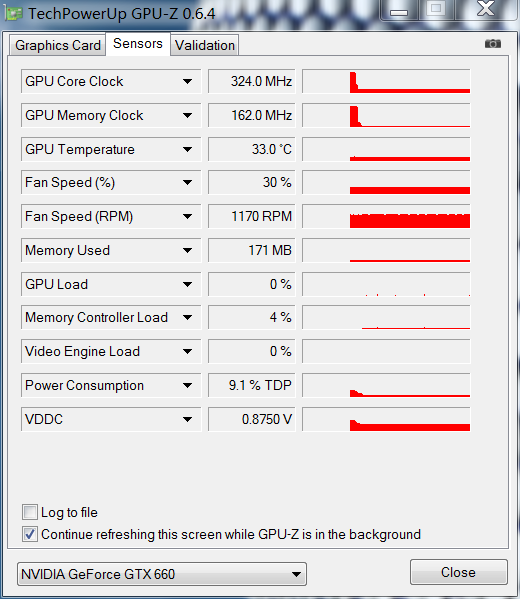 TechPowerUp GPU-Z 0.6.4
Graphics Card Sensors Validation
GPU Core Clock 324.0 MHz
GPU Memory Clock 162.0 MHz
GPU Temperature 33.0 °C
Fan Speed (%) 30 %
Fan Speed (RPM) 1170 RPM
Memory Used 171 MB
GPU Load 0 %
Memory Controller Load 4 %
Video Engine Load 0 %
Power Consumption 9.1 % TDP
VDDC 0.8750 V
Log to file
Continue refreshing this screen while GPU-Z is in the background
NVIDIA GeForce GTX 660 Close